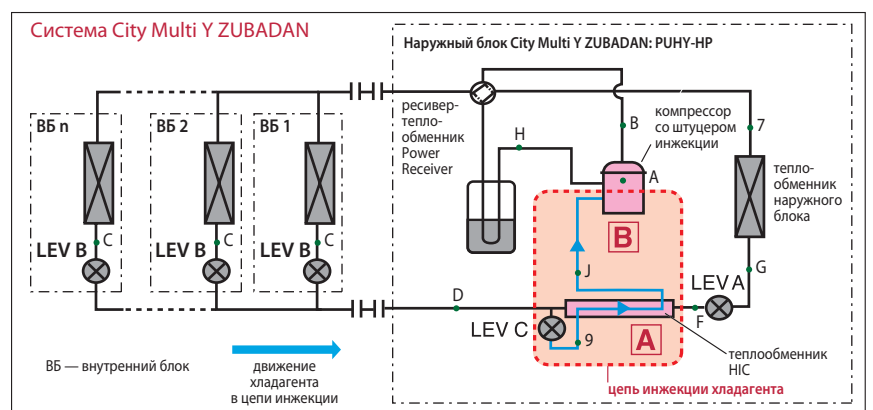 Система City Multi Y ZUBADAN
Наружный блок City Multi Y ZUBADAN: PUHY-HP
ВБ n
ВБ 2
ВБ 1
ресивер-
тепло-
обменник
Power
Receiver
H
B
компрессор
со штуцером
инжекции
A
7
тепло-
обменник
наружного
блока
C
C
C
LEV B
LEV B
LEV B
B
J
G
D
LEV A
F
LEV C
9
A
теплообменник
HIC
ВБ — внутренний блок
движение
хладагента
в цепи инжекции
цепь инжекции хладагента